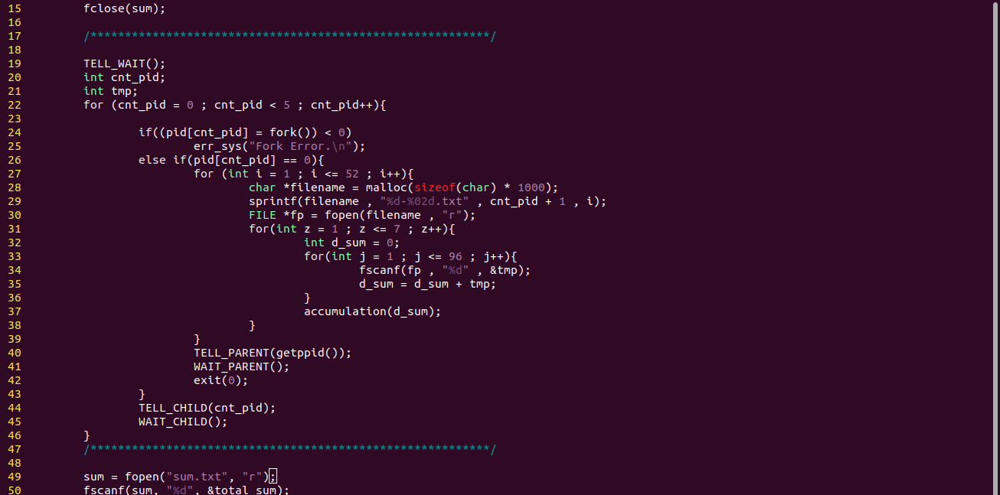 15 fclose(sum);
16
17 /**********************************************************/
18
19 TELL_WAIT();
20 int cnt_pid;
21 int tmp;
22 for (cnt_pid = 0 ; cnt_pid < 5 ; cnt_pid++){
23
24 if((pid[cnt_pid] = fork()) < 0)
25 err_sys("Fork Error.\n");
26 else if(pid[cnt_pid] == 0){
27 for (int i = 1 ; i <= 52 ; i++){
28 char *filename = malloc(sizeof(char) * 1000);
29 sprintf(filename , "%d-%02d.txt" , cnt_pid + 1 , i);
30 FILE *fp = fopen(filename , "r");
31 for(int z = 1 ; z <= 7 ; z++){
32 int d_sum = 0;
33 for(int j = 1 ; j <= 96 ; j++){
34 fscanf(fp , "%d" , &tmp);
35 d_sum = d_sum + tmp;
36 }
37 accumulation(d_sum);
38 }
39 }
40 TELL_PARENT(getppid());
41 WAIT_PARENT();
42 exit(0);
43 }
44 TELL_CHILD(cnt_pid);
45 WAIT_CHILD();
46 }
47 /**********************************************************/
48
49 sum = fopen("sum.txt", "r");
50 fscanf(sum, "%d", &total_sum);